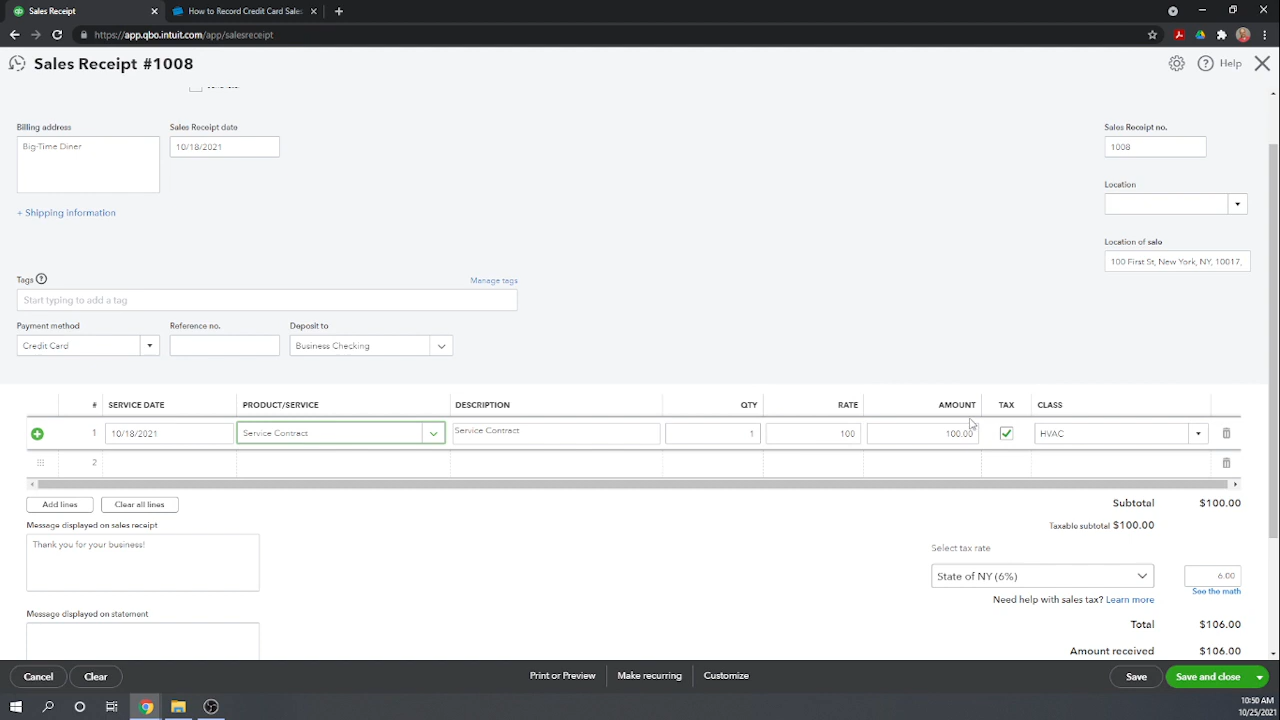 Sales Receipt
How to Record Credit Card Sales
https://app.qbo.intuit.com/app/salesreceipt
Sales Receipt #1008
Help
Billing address
Sales Receipt date
Sales Receipt no.
Big-Time Diner
10/18/2021
1008
Location
+ Shipping information
Location of sale
100 First St, New York, NY, 10017,
Tags
Manage tags
Start typing to add a tag
Payment method
Reference no.
Deposit to
Credit Card
Business Checking
# SERVICE DATE PRODUCT/SERVICE DESCRIPTION QTY RATE AMOUNT TAX CLASS
1 10/18/2021 Service Contract Service Contract 1 100 100.00 HVAC
2
Add lines
Clear all lines
Subtotal $100.00
Message displayed on sales receipt
Taxable subtotal $100.00
Thank you for your business!
Select tax rate
State of NY (6%)
6.00
See the math
Need help with sales tax? Learn more
Message displayed on statement
Total $106.00
Amount received $106.00
Cancel
Clear
Print or Preview
Make recurring
Customize
Save
Save and close
10:50 AM
10/25/2021